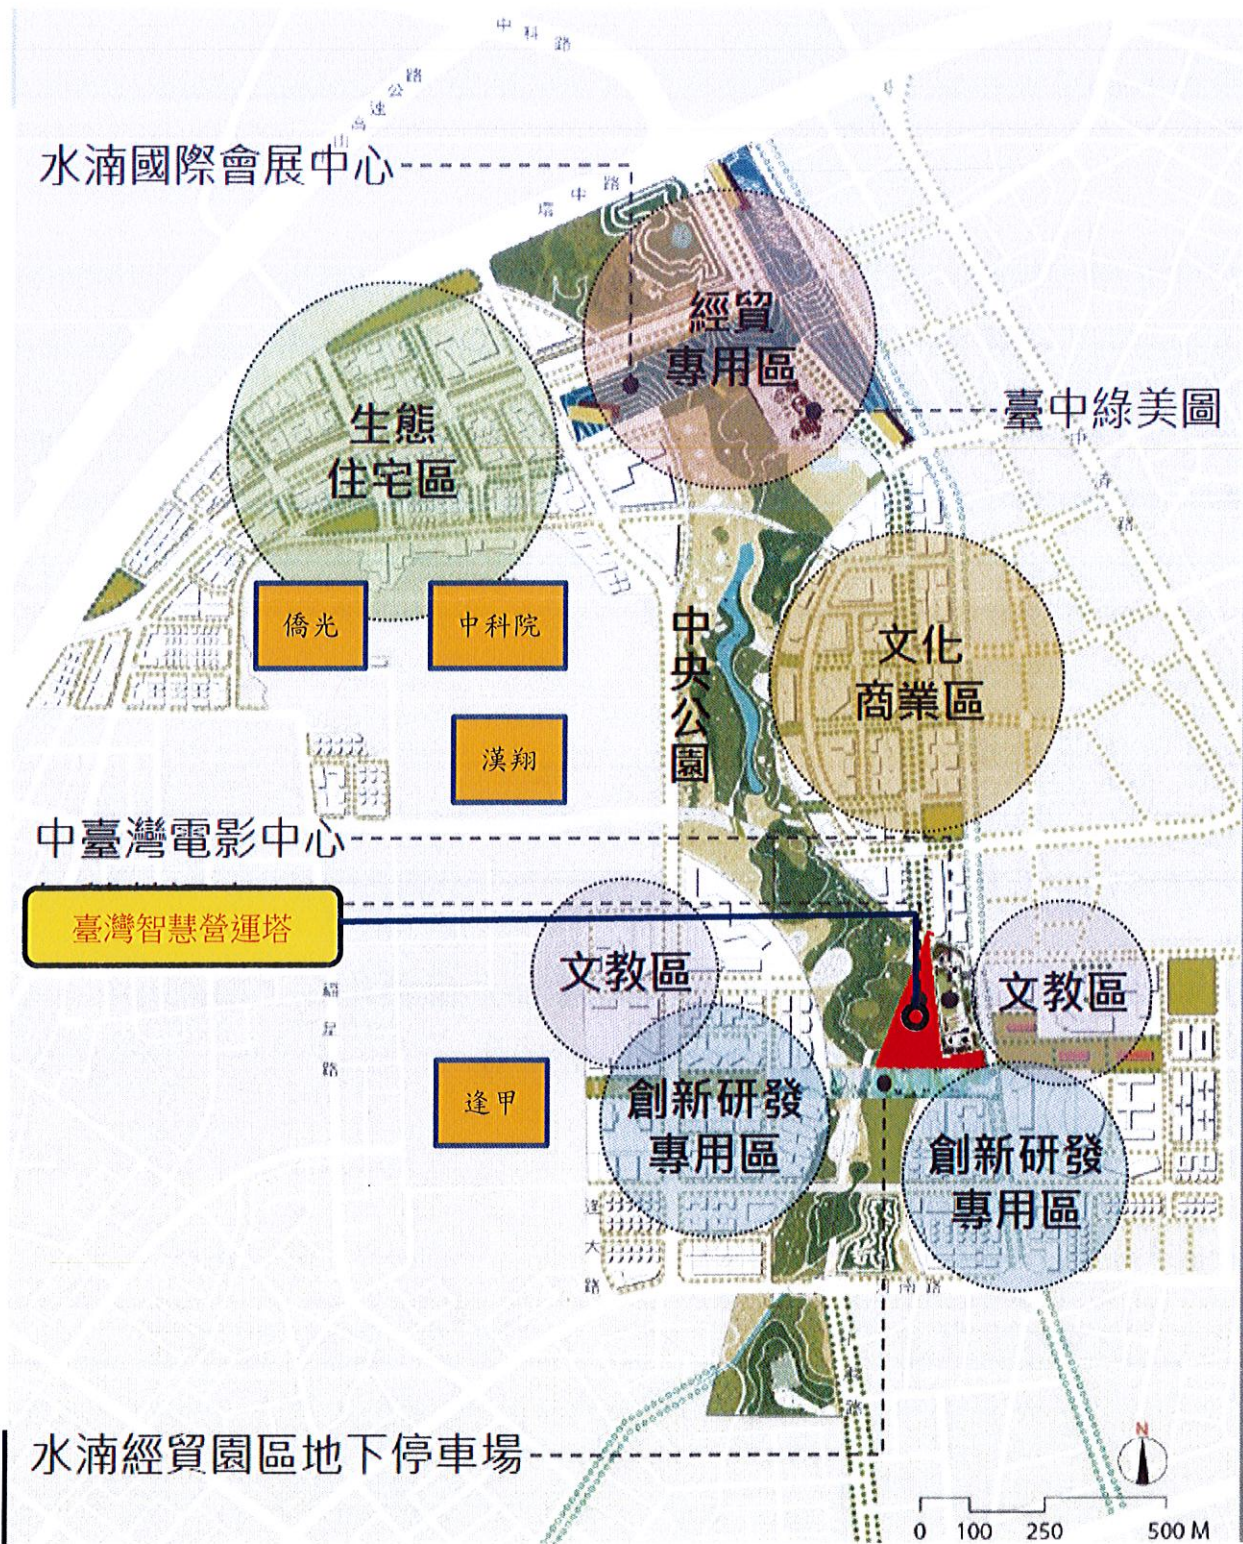 中科路
山高速公路
水湳國際會展中心
環中路
經貿
專用區
臺中綠美圖
生態
住宅區
路
僑光
中科院
中央公園
文化
商業區
漢翔
中臺灣電影中心
臺灣智慧營運塔
文教區
文教區
路
逢甲
創新研發
專用區
創新研發
專用區
逢大路
南路
路
水湳經貿園區地下停車場
N
0 100 250 500 M